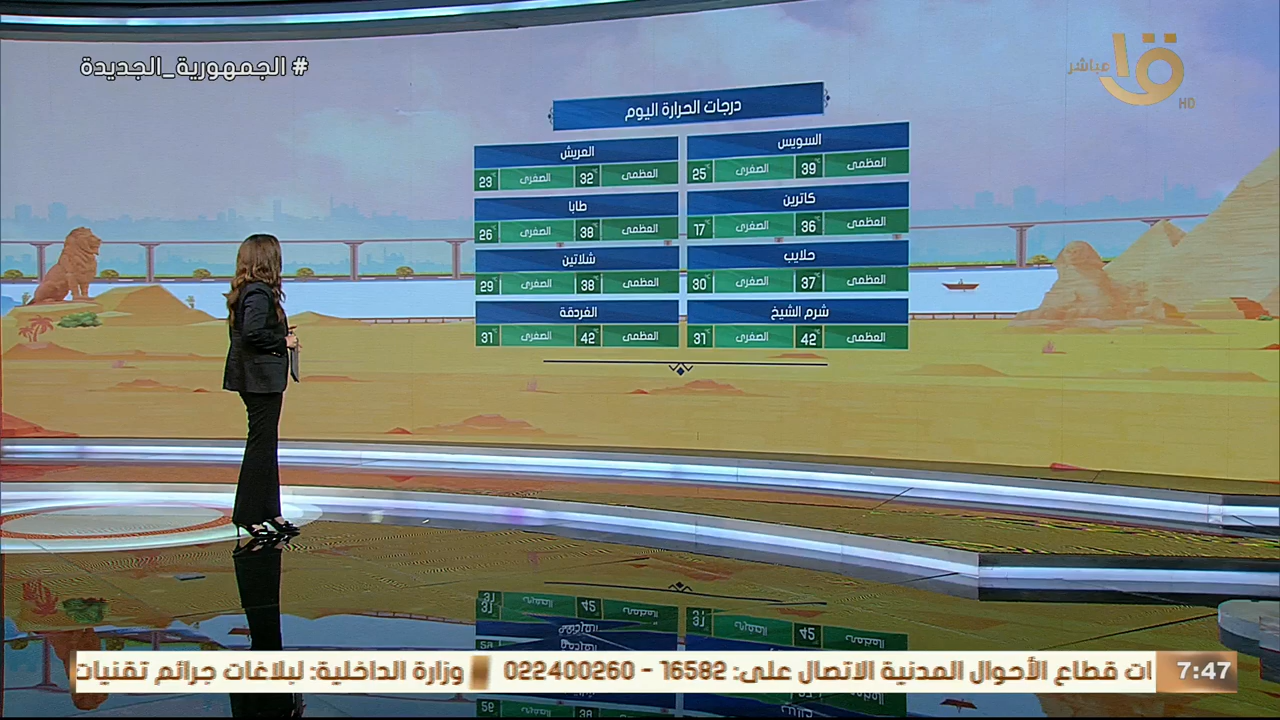 #الجمهورية_الجديدة
مباشر
HD
درجات الحرارة اليوم
السويس
العظمى 39°c الصغرى 25°c
العريش
العظمى 32°c الصغرى 23°c
كاترين
العظمى 36°c الصغرى 17°c
طابا
العظمى 38°c الصغرى 26°c
حلايب
العظمى 37°c الصغرى 30°c
شلاتين
العظمى 38°c الصغرى 29°c
شرم الشيخ
العظمى 42°c الصغرى 31°c
الغردقة
العظمى 42°c الصغرى 31°c
7:47 ات قطاع الأحوال المدنية الاتصال على: 16582 - 022400260 وزارة الداخلية: لبلاغات جرائم تقنيات